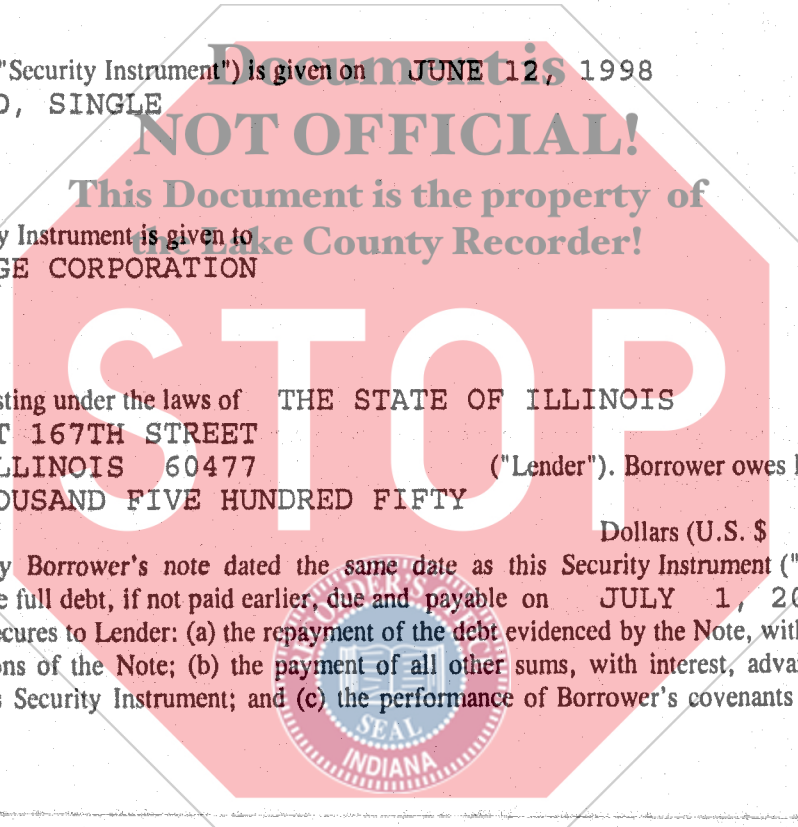 Document is
"Security Instrument") is given on JUNE 12, 1998
D, SINGLE
NOT OFFICIAL!
This Document is the property of
the Lake County Recorder!
y Instrument is given to
GE CORPORATION
STOP
sting under the laws of THE STATE OF ILLINOIS
T 167TH STREET
LLINOIS 60477 ("Lender"). Borrower owes
OUSAND FIVE HUNDRED FIFTY
Dollars (U.S. $
y Borrower's note dated the same date as this Security Instrument ("
e full debt, if not paid earlier, due and payable on JULY 1, 20
ecures to Lender: (a) the repayment of the debt evidenced by the Note, with
ons of the Note; (b) the payment of all other sums, with interest, advan
s Security Instrument; and (c) the performance of Borrower's covenants
SEAL
INDIANA